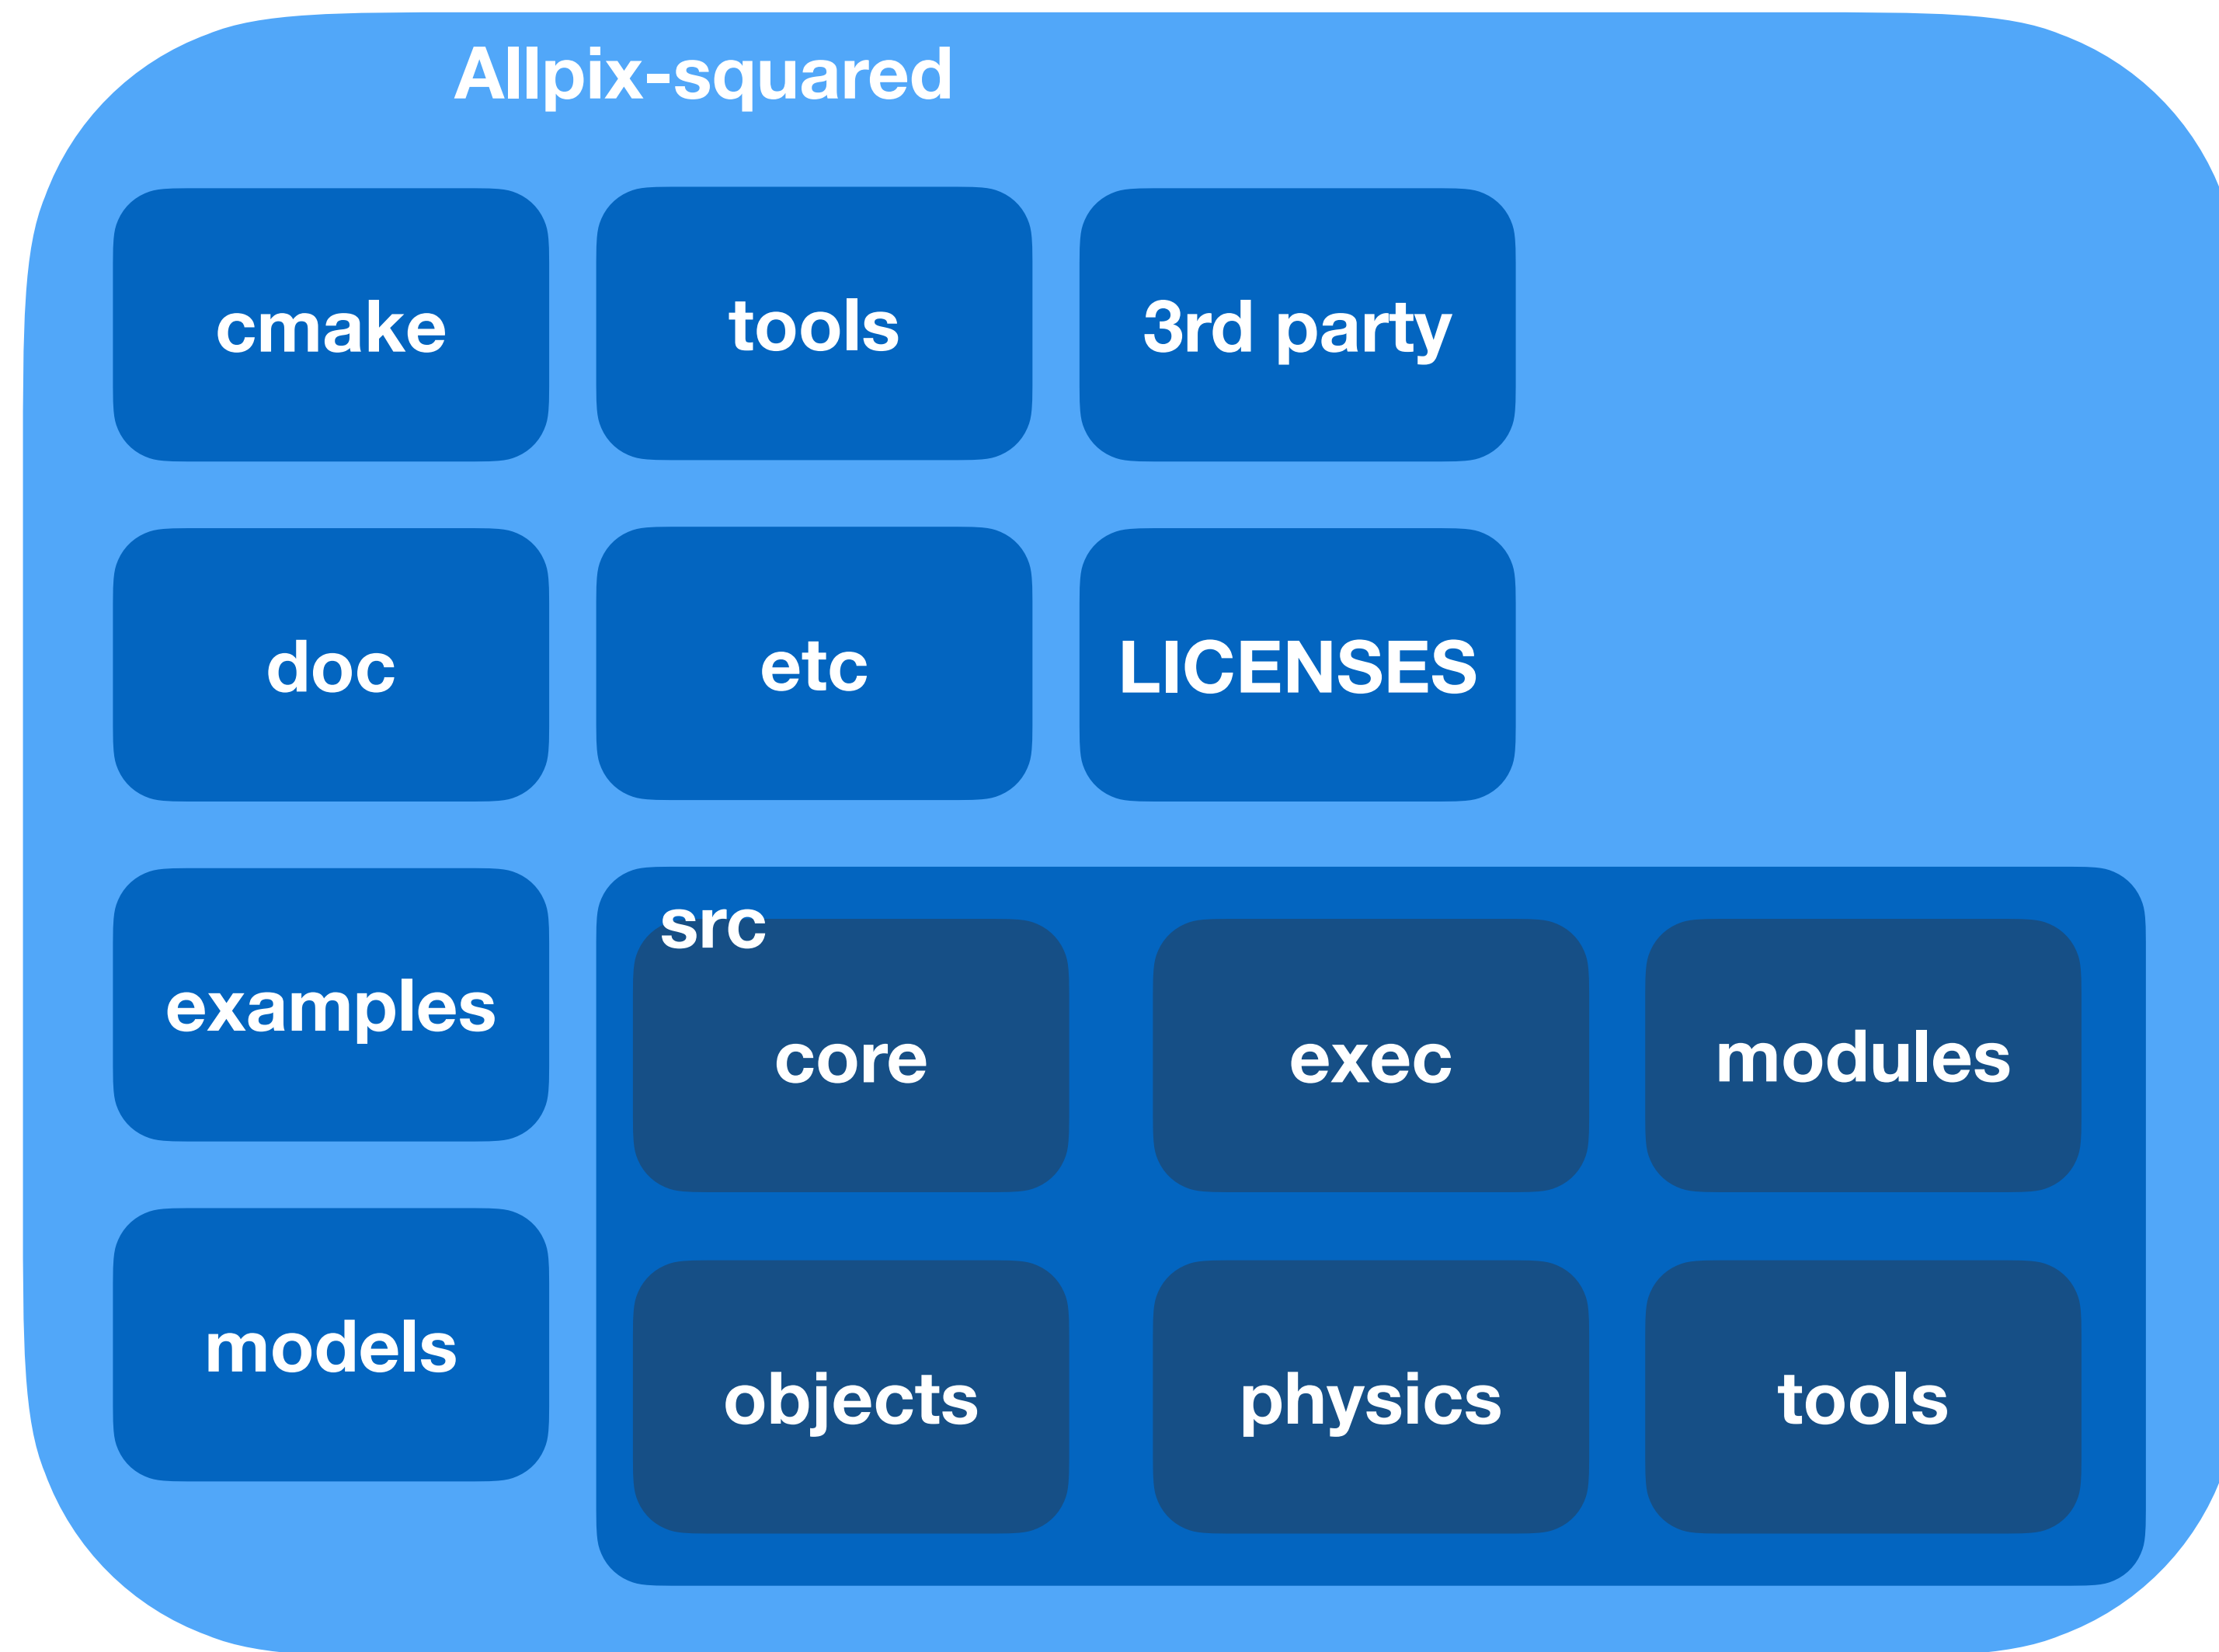 Allpix-squared
cmake
tools
3rd party
doc
etc
LICENSES
examples
src
core
exec
modules
models
objects
physics
tools